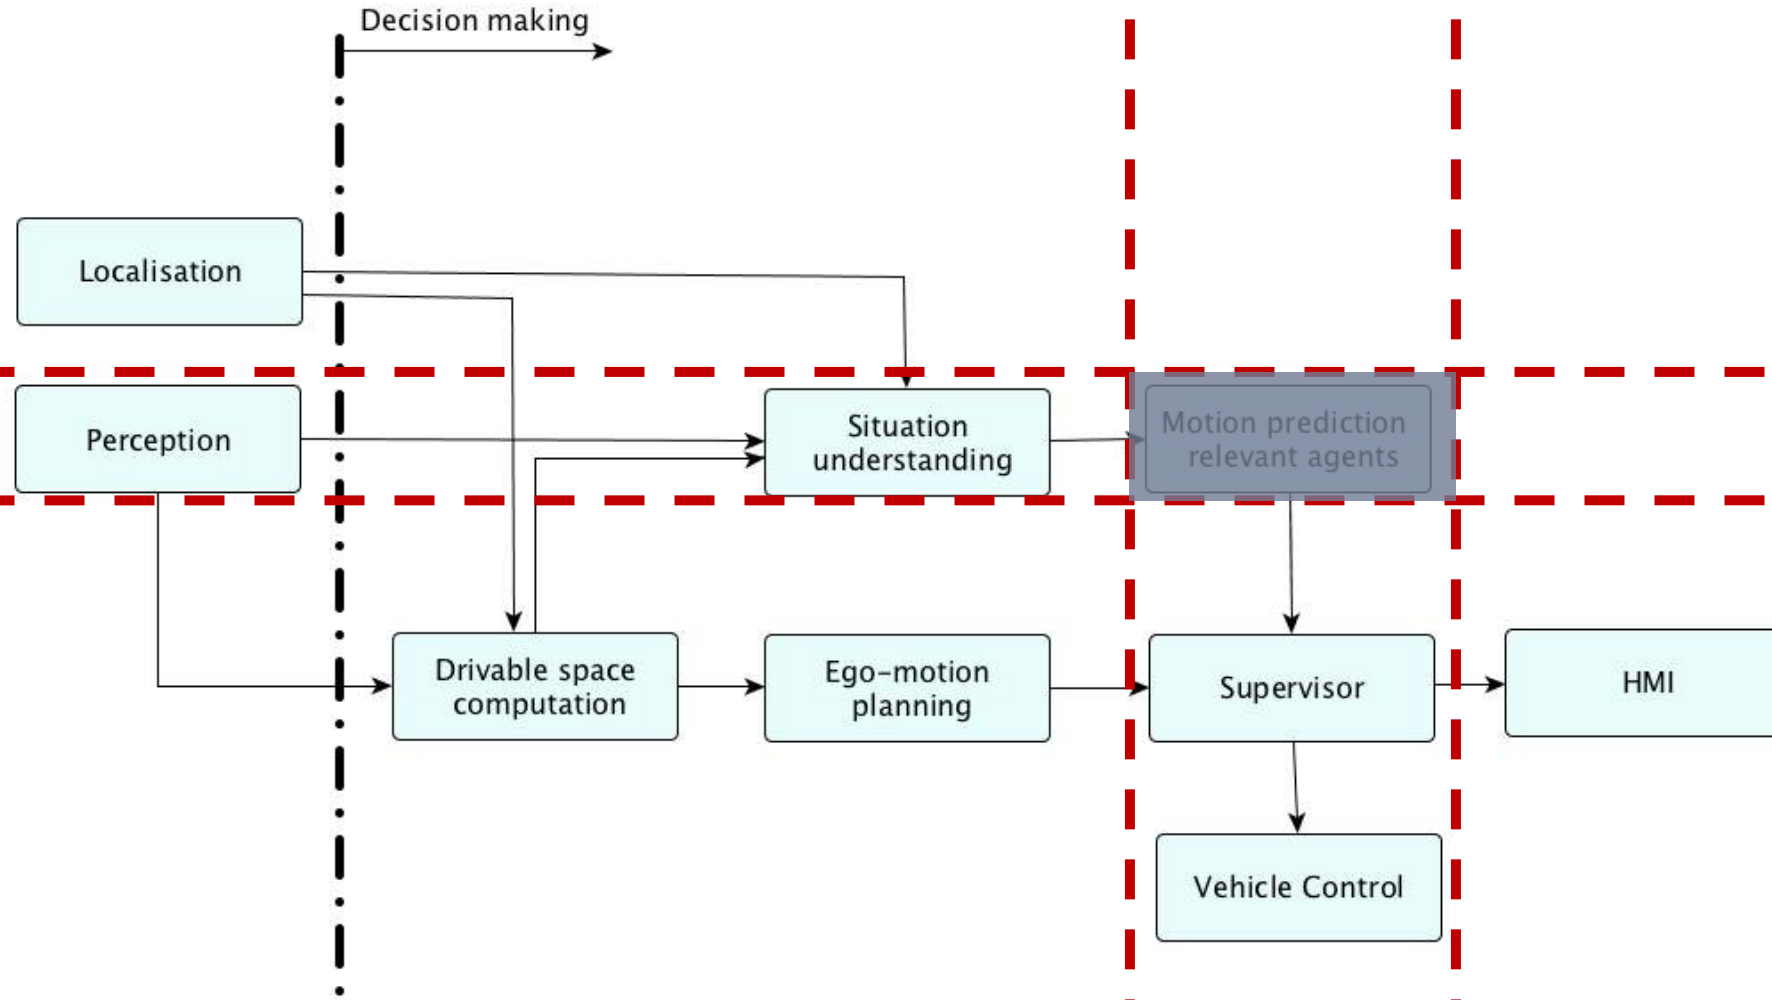 Decision making
Localisation
Perception
Situation
understanding
Motion prediction
relevant agents
Drivable space
computation
Ego-motion
planning
Supervisor
HMI
Vehicle Control